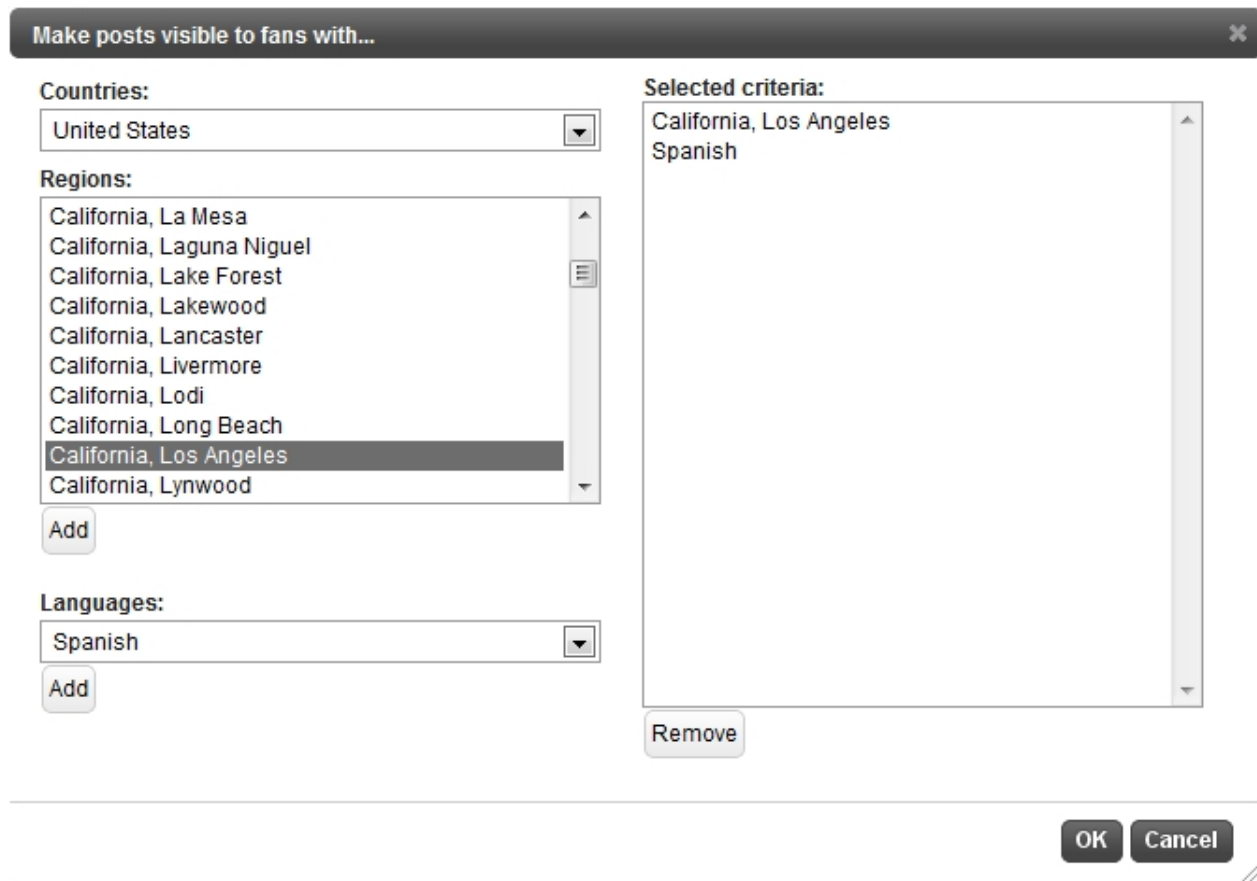 Make posts visible to fans with...
Countries:
United States
Regions:
California, La Mesa
California, Laguna Niguel
California, Lake Forest
California, Lakewood
California, Lancaster
California, Livermore
California, Lodi
California, Long Beach
California, Los Angeles
California, Lynwood
Add
Languages:
Spanish
Add
Selected criteria:
California, Los Angeles
Spanish
Remove
OK
Cancel